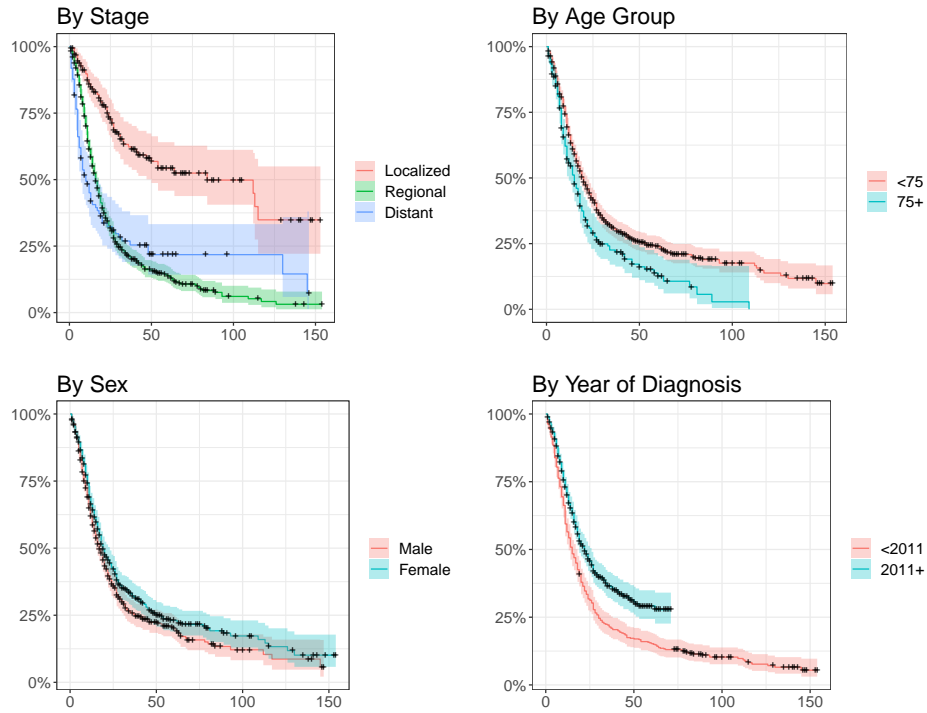 By Stage
100%
75%
50%
25%
0%
0 50 100 150
Localized
Regional
Distant
By Age Group
100%
75%
50%
25%
0%
0 50 100 150
<75
75+
By Sex
100%
75%
50%
25%
0%
0 50 100 150
Male
Female
By Year of Diagnosis
100%
75%
50%
25%
0%
0 50 100 150
<2011
2011+